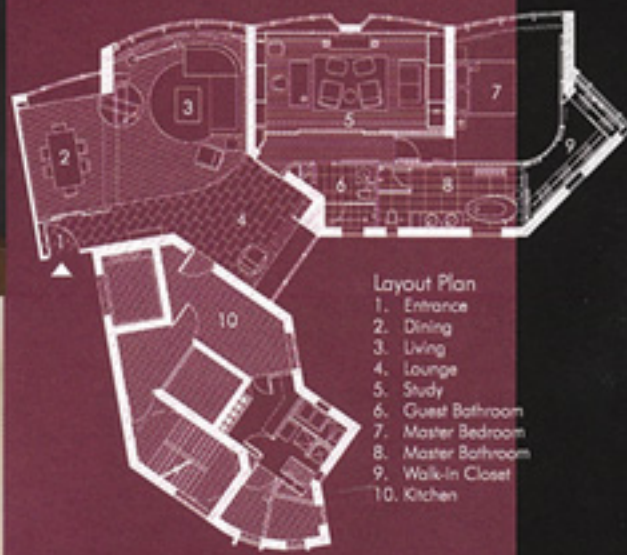 2
3
5
7
9
6
8
4
1
10
Layout Plan
1. Entrance
2. Dining
3. Living
4. Lounge
5. Study
6. Guest Bathroom
7. Master Bedroom
8. Master Bathroom
9. Walk-in Closet
10. Kitchen